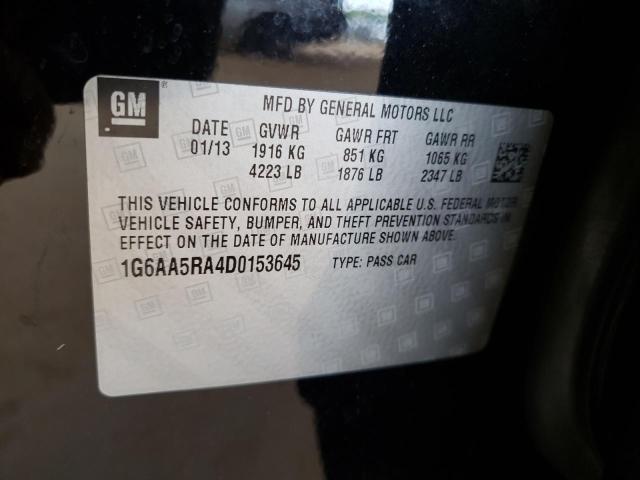 GM ®
MFD BY GENERAL MOTORS LLC
DATE GVWR GAWR FRT GAWR RR
01/13 1916 KG 851 KG 1065 KG
4223 LB 1876 LB 2347 LB
THIS VEHICLE CONFORMS TO ALL APPLICABLE U.S. FEDERAL MOTOR
VEHICLE SAFETY, BUMPER, AND THEFT PREVENTION STANDARDS IN
EFFECT ON THE DATE OF MANUFACTURE SHOWN ABOVE.
1G6AA5RA4D0153645 TYPE: PASS CAR